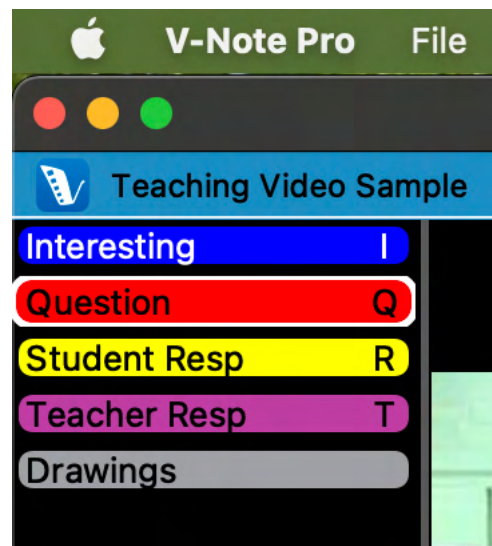 V-Note Pro File
Teaching Video Sample
Interesting I
Question Q
Student Resp R
Teacher Resp T
Drawings